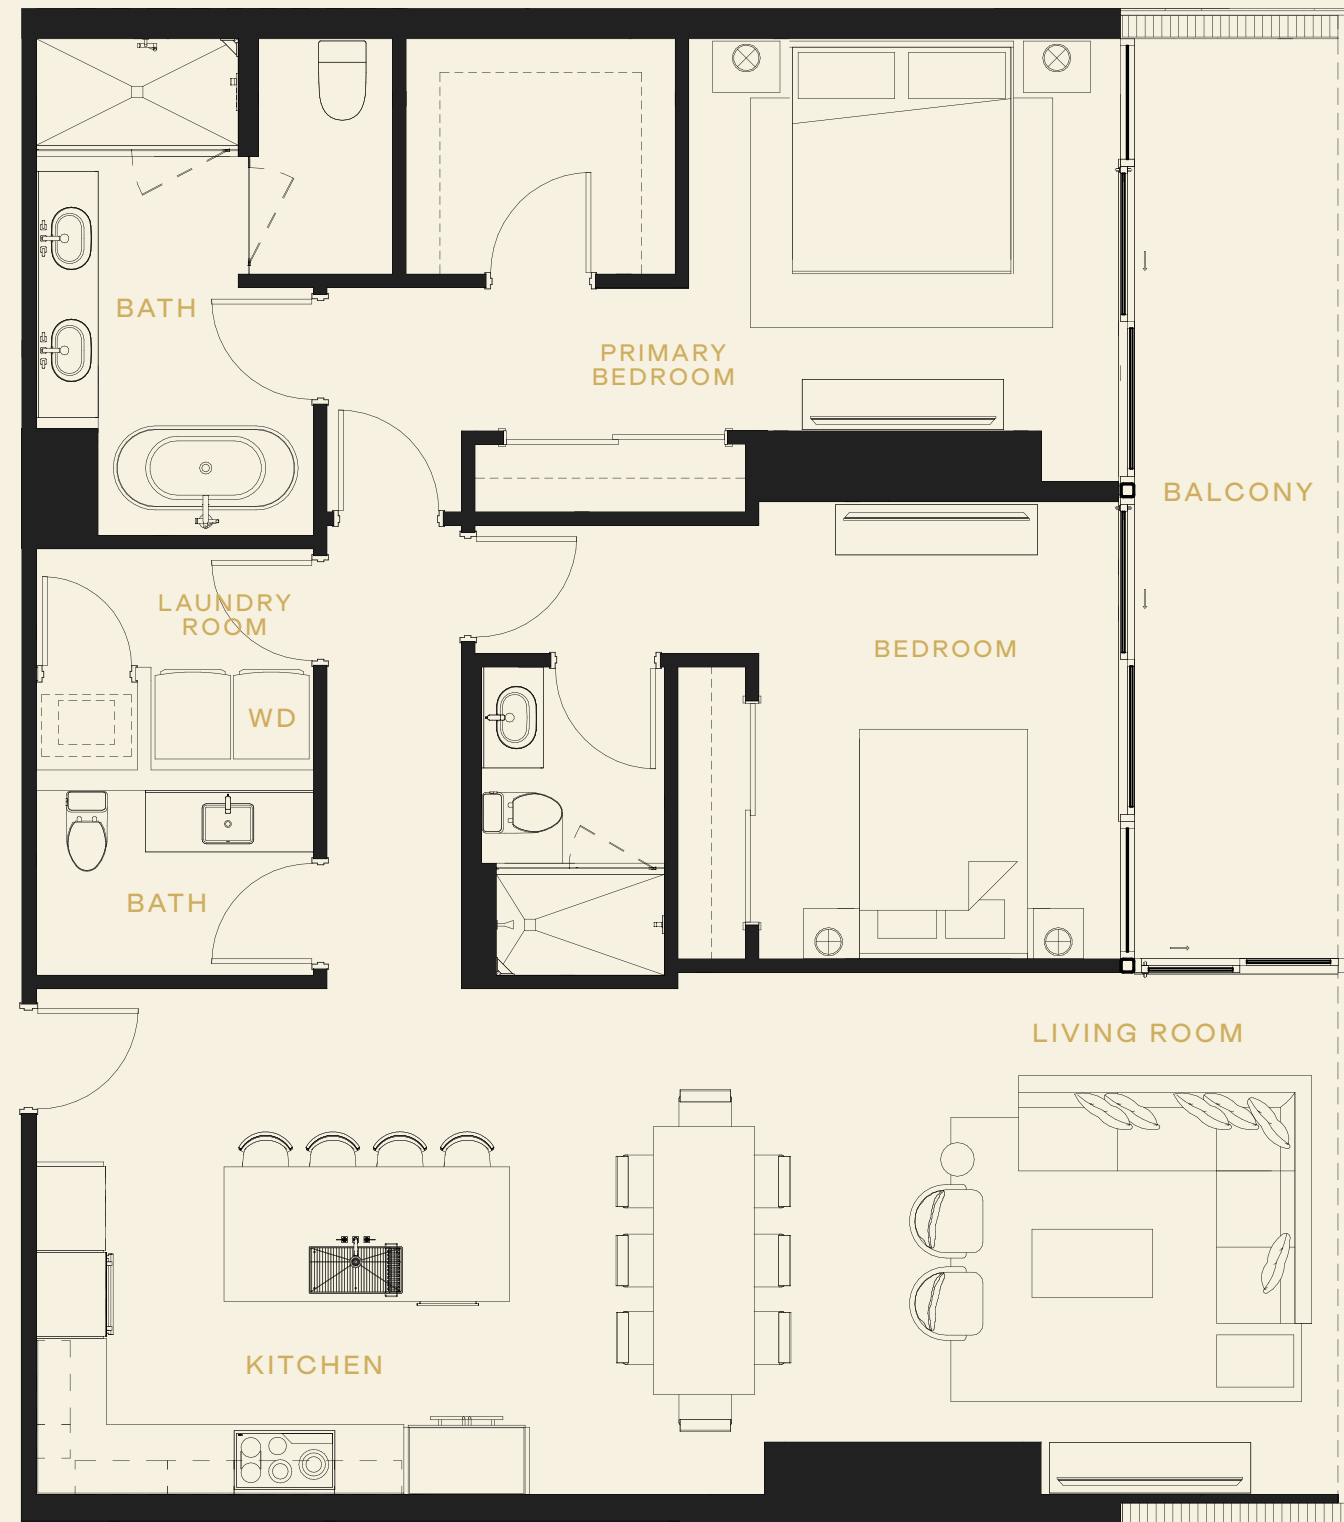 BATH
PRIMARY
BEDROOM
BALCONY
LAUNDRY
ROOM
BEDROOM
WD
BATH
LIVING ROOM
KITCHEN